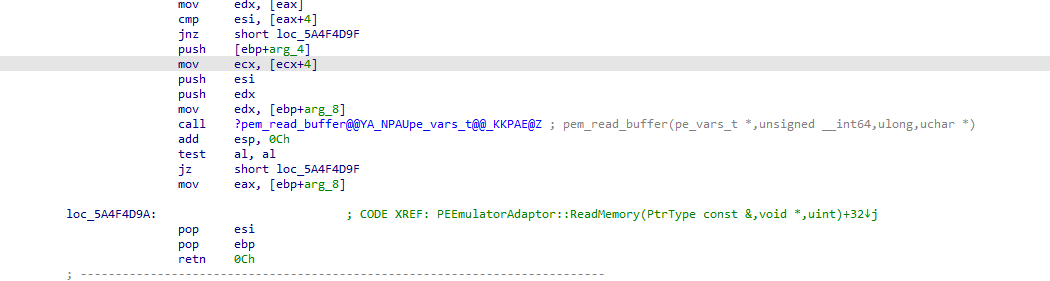 mov edx, [eax]
cmp esi, [eax+4]
jnz short loc_5A4F4D9F
push [ebp+arg_4]
mov ecx, [ecx+4]
push esi
push edx
mov edx, [ebp+arg_8]
call ?pem_read_buffer@@YA_NPAUpe_vars_t@@_KKPAE@Z ; pem_read_buffer(pe_vars_t *,unsigned __int64,ulong,uchar *)
add esp, 0Ch
test al, al
jz short loc_5A4F4D9F
mov eax, [ebp+arg_8]
loc_5A4F4D9A: ; CODE XREF: PEEmulatorAdaptor::ReadMemory(PtrType const &,void *,uint)+32↓j
pop esi
pop ebp
retn 0Ch
; ---------------------------------------------------------------------------